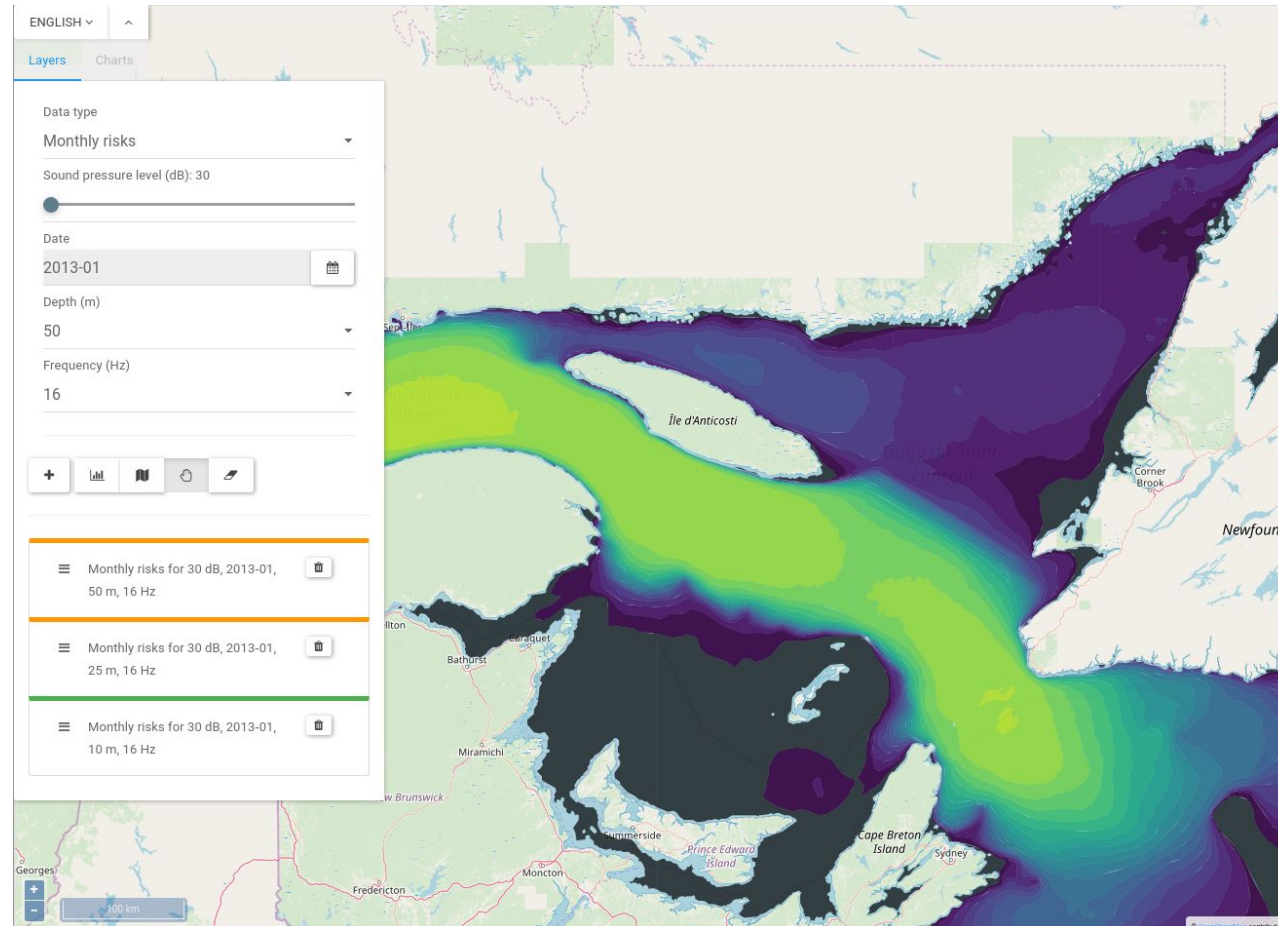 ENGLISH
Layers
Charts
Data type
Monthly risks
Sound pressure level (dB): 30
Date
2013-01
Depth (m)
50
Frequency (Hz)
16
Monthly risks for 30 dB, 2013-01,
50 m, 16 Hz
Monthly risks for 30 dB, 2013-01,
25 m, 16 Hz
Monthly risks for 30 dB, 2013-01,
10 m, 16 Hz
Île d'Anticosti
Golfe du Saint-
Laurent
Corner
Brook
Newfoun
Caraquet
Bathurst
Miramichi
Brunswick
Summerside
Prince Edward
Island
Cape Breton
Island
Sydney
Moncton
Fredericton
Georges
+
-
100 km